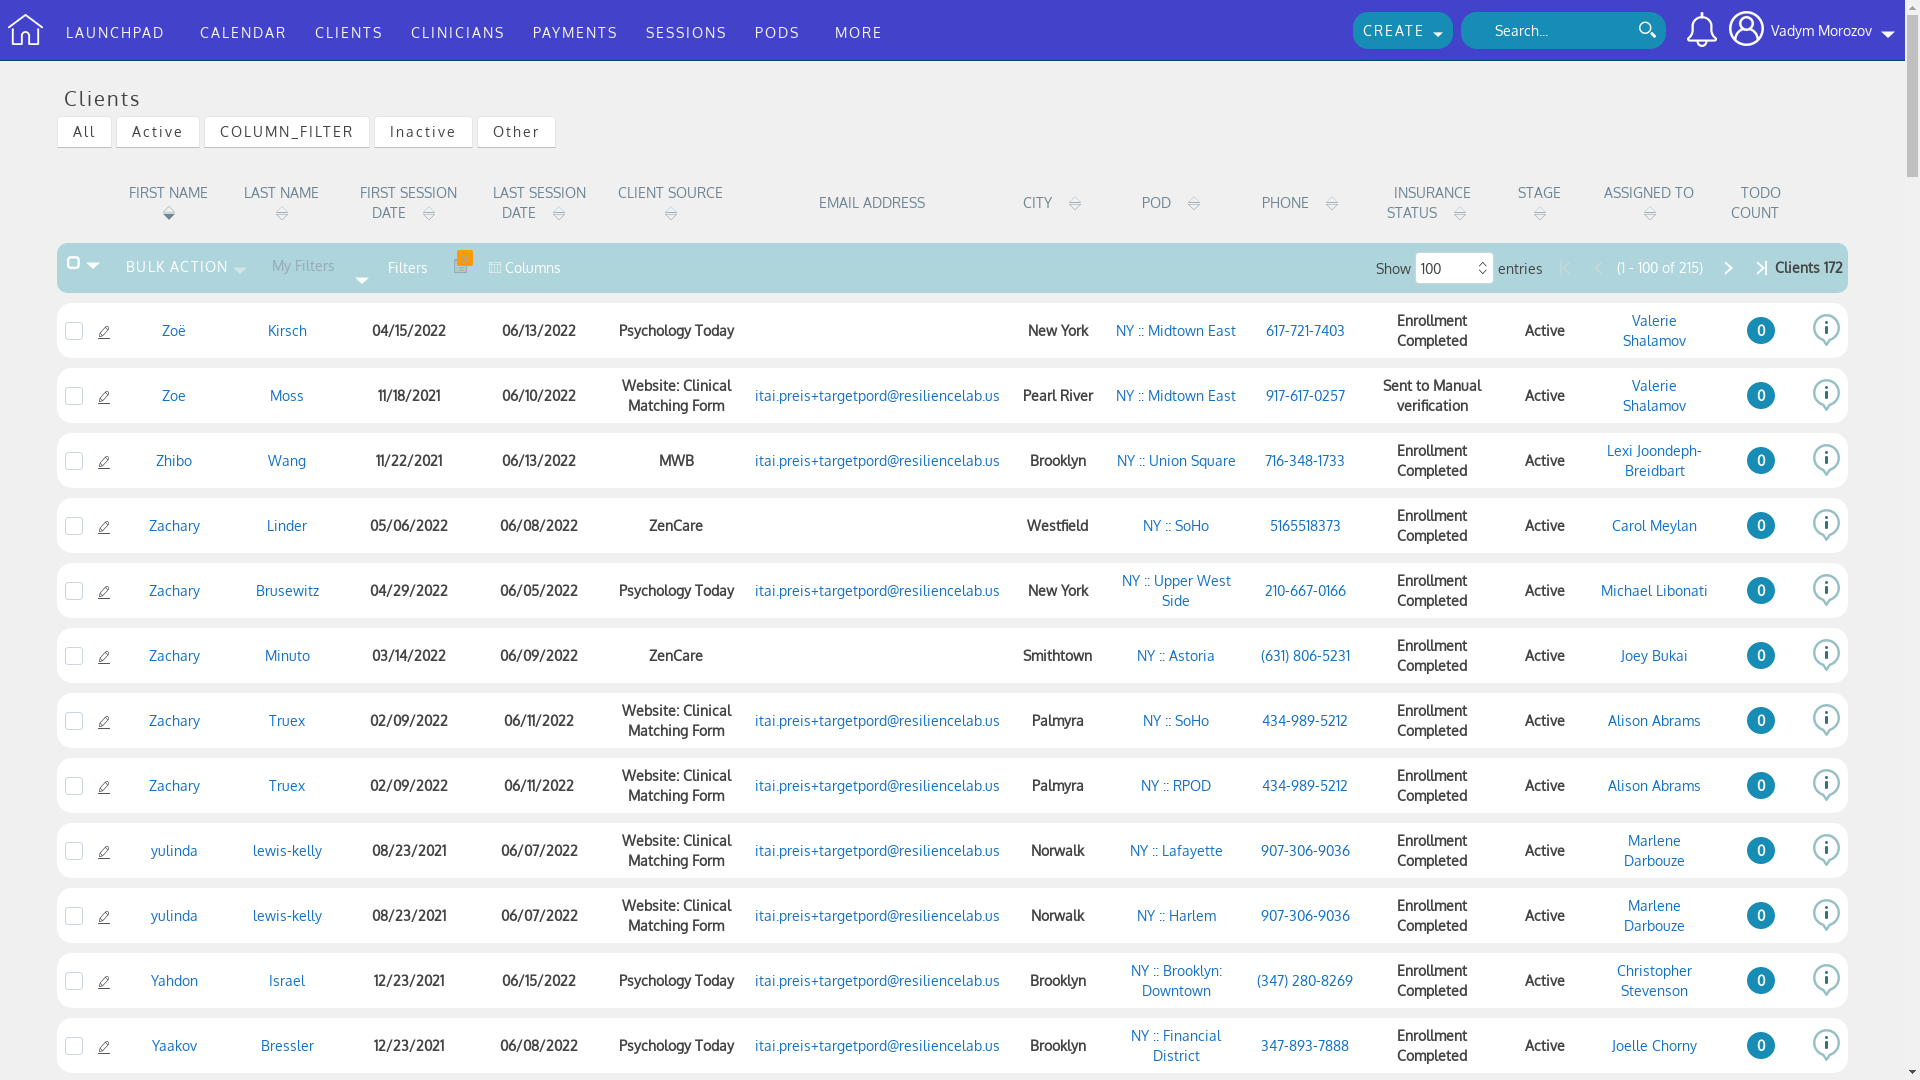 LAUNCHPAD CALENDAR CLIENTS CLINICIANS PAYMENTS SESSIONS PODS MORE CREATE Search... Vadym Morozov
Clients
All Active COLUMN_FILTER Inactive Other
FIRST NAME LAST NAME FIRST SESSION DATE LAST SESSION DATE CLIENT SOURCE EMAIL ADDRESS CITY POD PHONE INSURANCE STATUS STAGE ASSIGNED TO TODO COUNT
BULK ACTION My Filters Filters Columns Show 100 entries (1 - 100 of 215) Clients 172
Zoë Kirsch 04/15/2022 06/13/2022 Psychology Today New York NY :: Midtown East 617-721-7403 Enrollment Completed Active Valerie Shalamov 0
Zoe Moss 11/18/2021 06/10/2022 Website: Clinical Matching Form itai.preis+targetpord@resiliencelab.us Pearl River NY :: Midtown East 917-617-0257 Sent to Manual verification Active Valerie Shalamov 0
Zhibo Wang 11/22/2021 06/13/2022 MWB itai.preis+targetpord@resiliencelab.us Brooklyn NY :: Union Square 716-348-1733 Enrollment Completed Active Lexi Joondeph-Breidbart 0
Zachary Linder 05/06/2022 06/08/2022 ZenCare Westfield NY :: SoHo 5165518373 Enrollment Completed Active Carol Meylan 0
Zachary Brusewitz 04/29/2022 06/05/2022 Psychology Today itai.preis+targetpord@resiliencelab.us New York NY :: Upper West Side 210-667-0166 Enrollment Completed Active Michael Libonati 0
Zachary Minuto 03/14/2022 06/09/2022 ZenCare Smithtown NY :: Astoria (631) 806-5231 Enrollment Completed Active Joey Bukai 0
Zachary Truex 02/09/2022 06/11/2022 Website: Clinical Matching Form itai.preis+targetpord@resiliencelab.us Palmyra NY :: SoHo 434-989-5212 Enrollment Completed Active Alison Abrams 0
Zachary Truex 02/09/2022 06/11/2022 Website: Clinical Matching Form itai.preis+targetpord@resiliencelab.us Palmyra NY :: RPOD 434-989-5212 Enrollment Completed Active Alison Abrams 0
yulinda lewis-kelly 08/23/2021 06/07/2022 Website: Clinical Matching Form itai.preis+targetpord@resiliencelab.us Norwalk NY :: Lafayette 907-306-9036 Enrollment Completed Active Marlene Darbouze 0
yulinda lewis-kelly 08/23/2021 06/07/2022 Website: Clinical Matching Form itai.preis+targetpord@resiliencelab.us Norwalk NY :: Harlem 907-306-9036 Enrollment Completed Active Marlene Darbouze 0
Yahdon Israel 12/23/2021 06/15/2022 Psychology Today itai.preis+targetpord@resiliencelab.us Brooklyn NY :: Brooklyn: Downtown (347) 280-8269 Enrollment Completed Active Christopher Stevenson 0
Yaakov Bressler 12/23/2021 06/08/2022 Psychology Today itai.preis+targetpord@resiliencelab.us Brooklyn NY :: Financial District 347-893-7888 Enrollment Completed Active Joelle Chorny 0